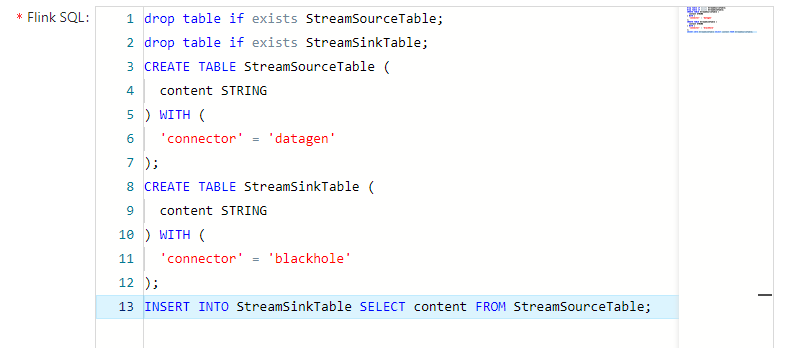 * Flink SQL:
1 drop table if exists StreamSourceTable;
2 drop table if exists StreamSinkTable;
3 CREATE TABLE StreamSourceTable (
4 content STRING
5 ) WITH (
6 'connector' = 'datagen'
7 );
8 CREATE TABLE StreamSinkTable (
9 content STRING
10 ) WITH (
11 'connector' = 'blackhole'
12 );
13 INSERT INTO StreamSinkTable SELECT content FROM StreamSourceTable;